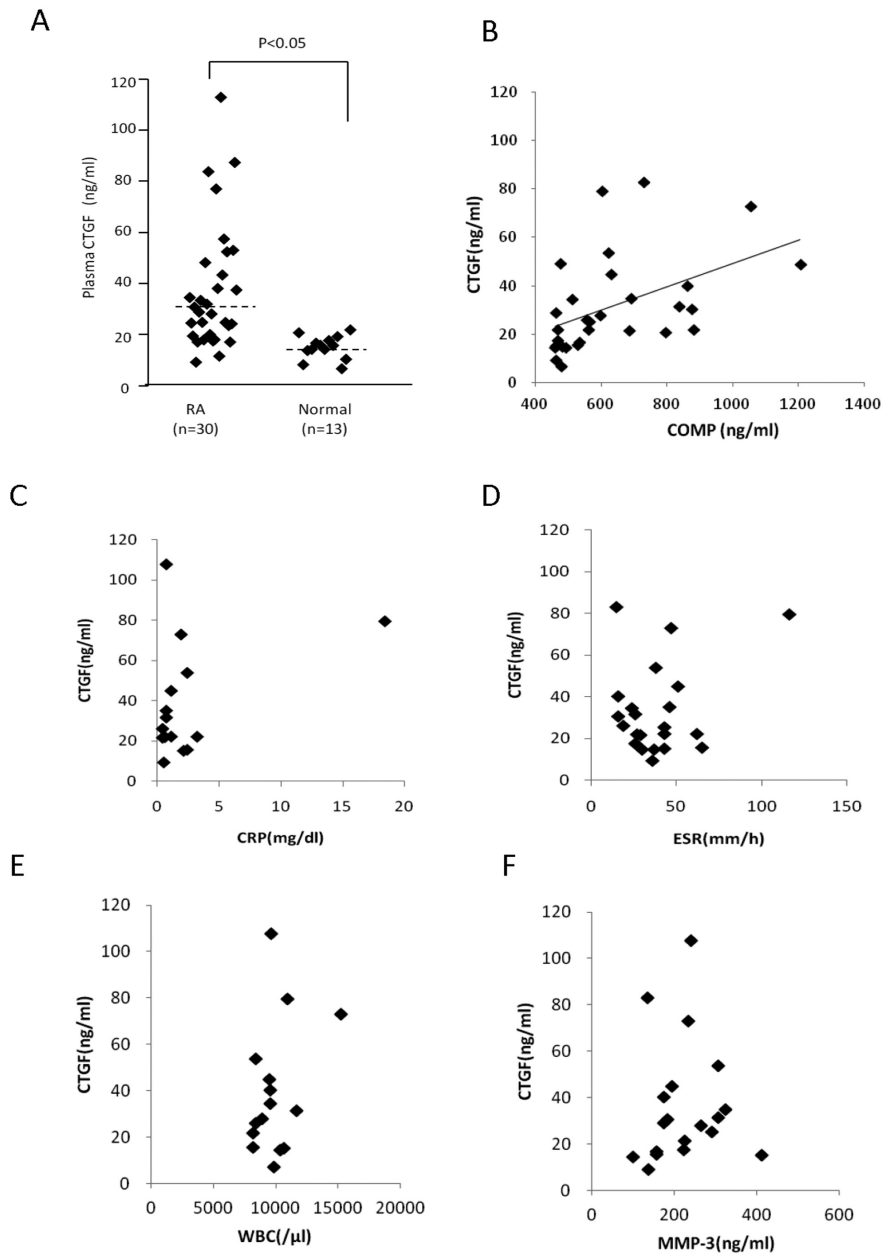 A
P<0.05
Plasma CTGF (ng/ml)
120
100
80
60
40
20
0
RA
(n=30)
Normal
(n=13)
B
CTGF(ng/ml)
120
100
80
60
40
20
0
400 600 800 1000 1200 1400
COMP (ng/ml)
C
CTGF(ng/ml)
120
100
80
60
40
20
0
0 5 10 15 20
CRP(mg/dl)
D
CTGF(ng/ml)
120
100
80
60
40
20
0
0 50 100 150
ESR(mm/h)
E
CTGF(ng/ml)
120
100
80
60
40
20
0
0 5000 10000 15000 20000
WBC(/μl)
F
CTGF(ng/ml)
120
100
80
60
40
20
0
0 200 400 600
MMP-3(ng/ml)